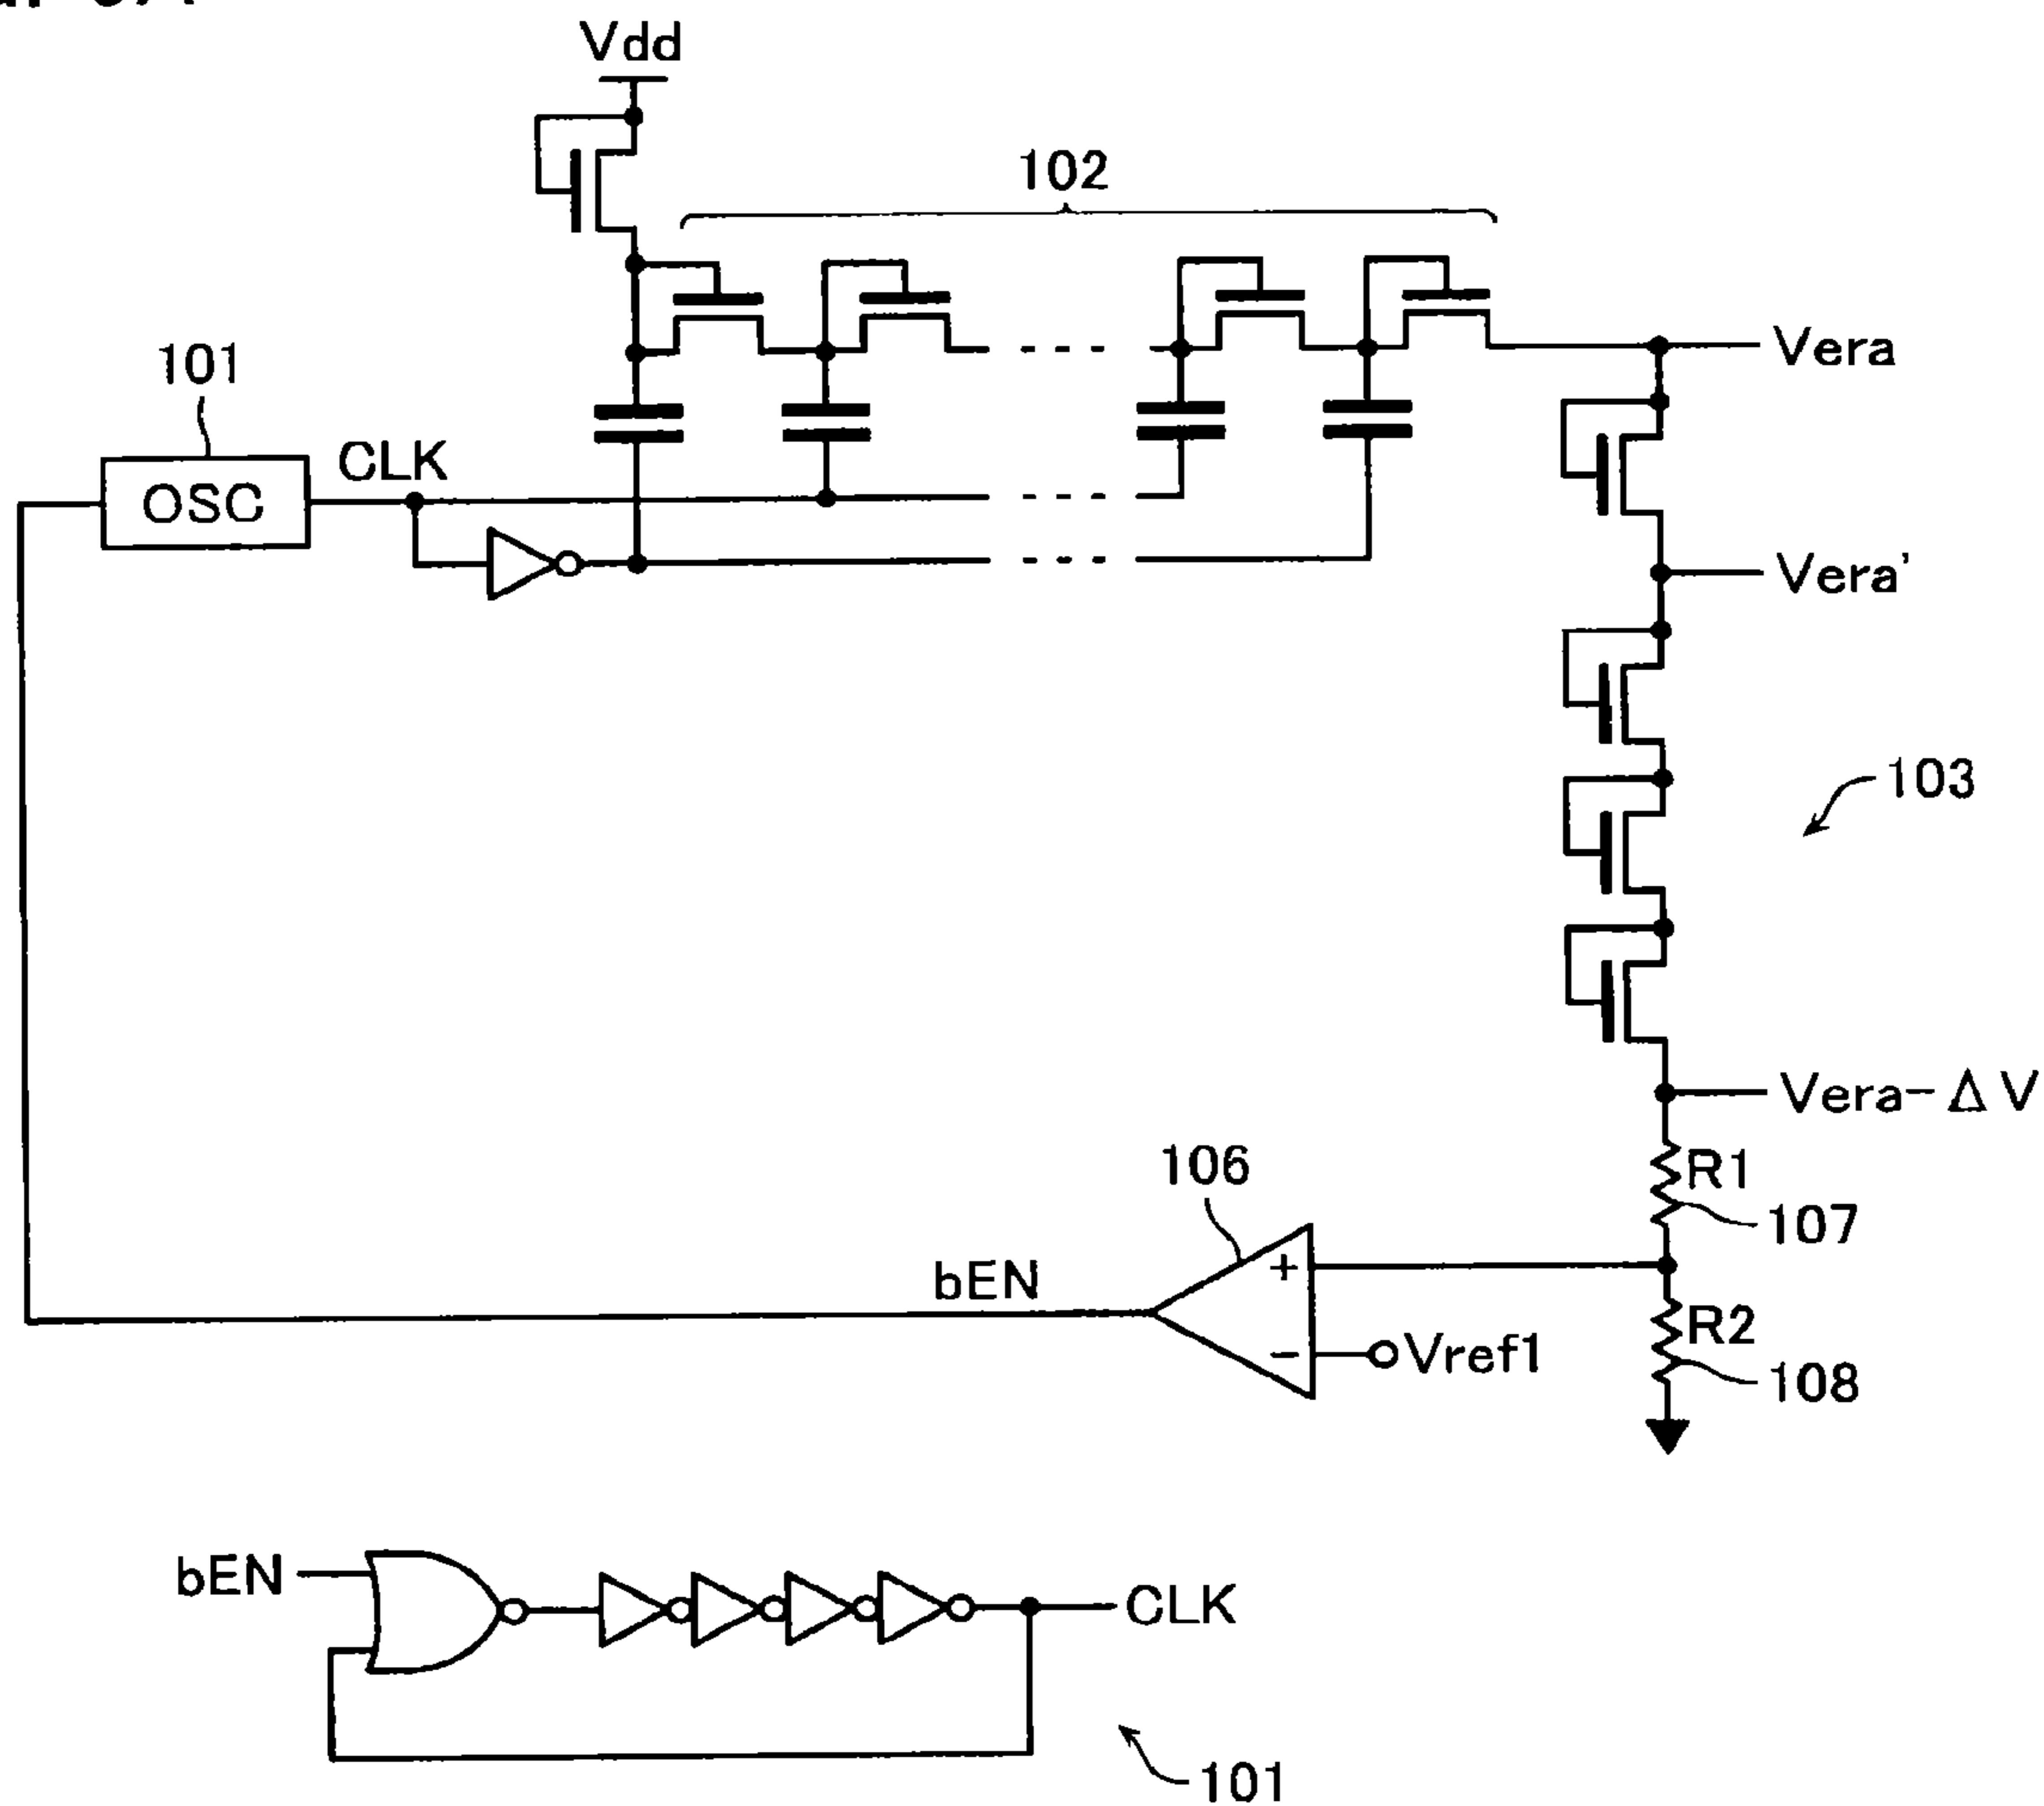 Vdd
102
101
CLK
OSC
Vera
Vera'
103
Vera-ΔV
R1
107
106
bEN
+
-
Vref1
R2
108
bEN
CLK
101